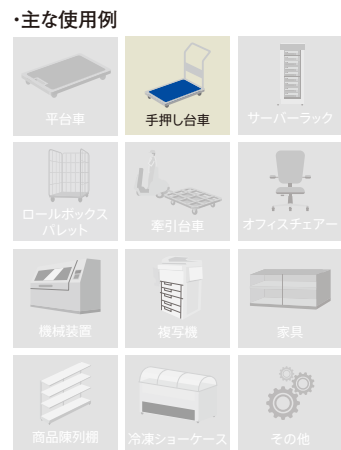 ・主な使用例
平台車
手押し台車
サーバーラック
ロールボックス
パレット
牽引台車
オフィスチェアー
機械装置
複写機
家具
商品陳列棚
冷凍ショーケース
その他